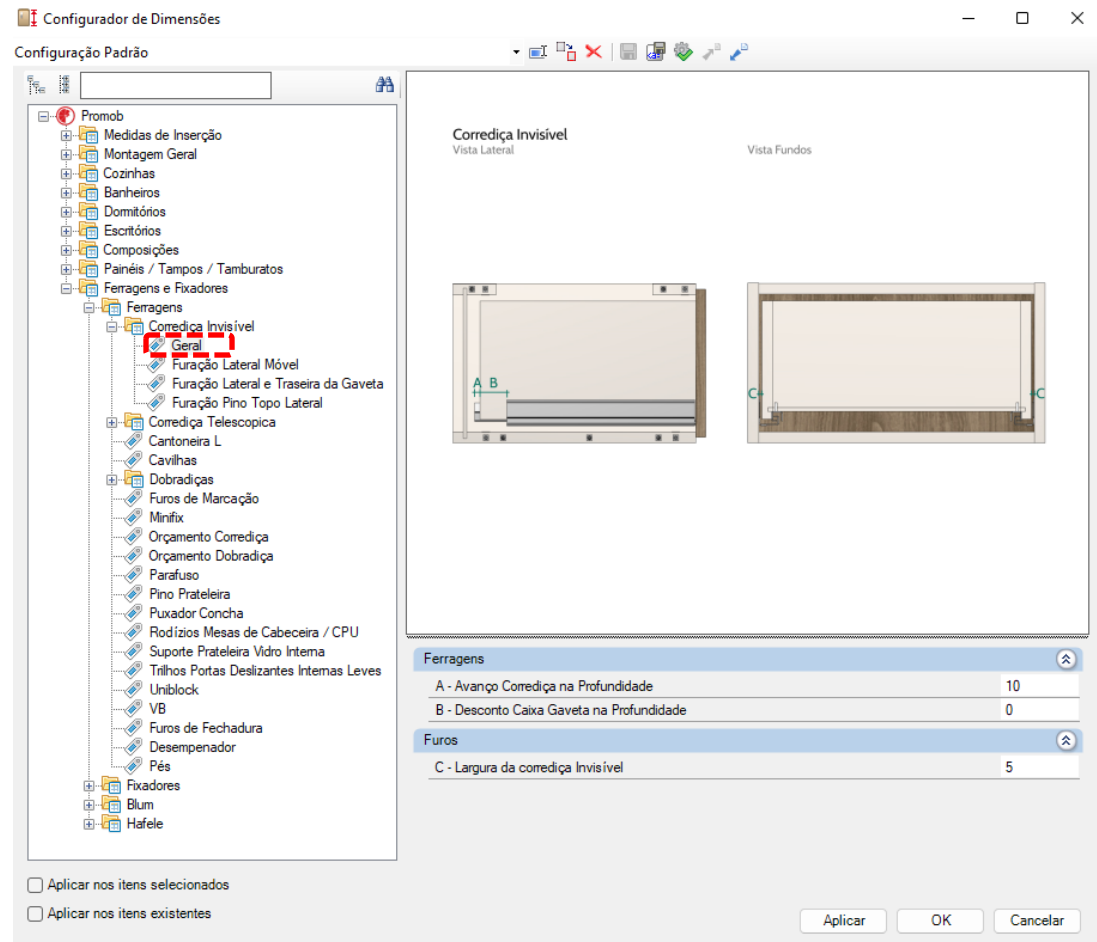 Configurador de Dimensões
Configuração Padrão
Promob
Medidas de Inserção
Montagem Geral
Cozinhas
Banheiros
Dormitórios
Escritórios
Composições
Painéis / Tampos / Tamburatos
Ferragens e Fixadores
Ferragens
Corrediça Invisível
Geral
Furação Lateral Móvel
Furação Lateral e Traseira da Gaveta
Furação Pino Topo Lateral
Corrediça Telescopica
Cantoneira L
Cavilhas
Dobradiças
Furos de Marcação
Minifix
Orçamento Corrediça
Orçamento Dobradiça
Parafuso
Pino Prateleira
Puxador Concha
Rodízios Mesas de Cabeceira / CPU
Suporte Prateleira Vidro Interna
Trilhos Portas Deslizantes Internas Leves
Uniblock
VB
Furos de Fechadura
Desempenador
Pés
Fixadores
Blum
Hafele
Corrediça Invisível
Vista Lateral
Vista Fundos
A B
C C
Ferragens
A - Avanço Corrediça na Profundidade 10
B - Desconto Caixa Gaveta na Profundidade 0
Furos
C - Largura da corrediça Invisível 5
Aplicar nos itens selecionados
Aplicar nos itens existentes
Aplicar OK Cancelar